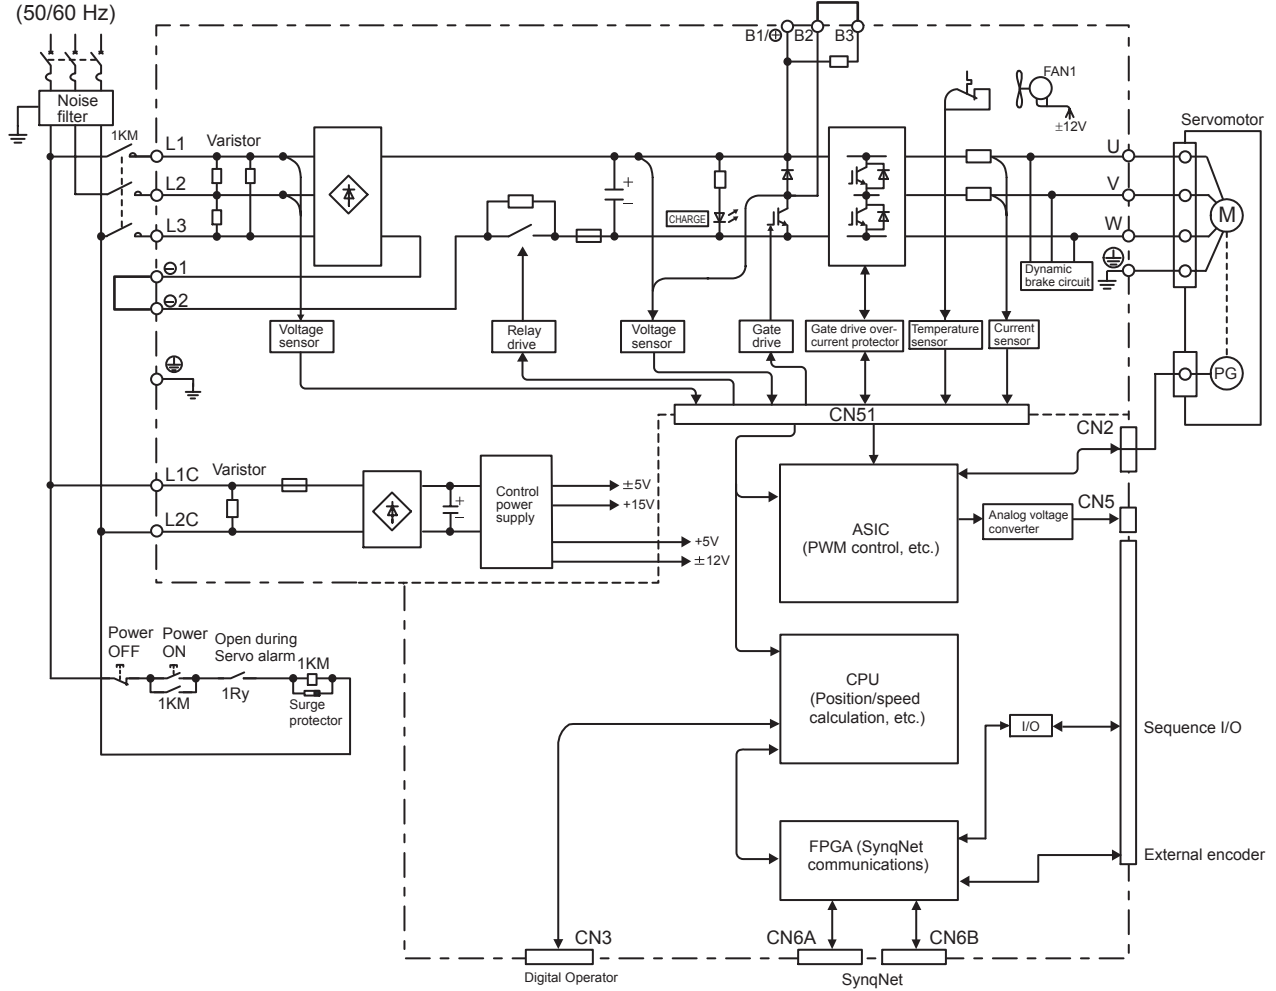 (50/60 Hz)
B1/⊕ B2 B3
FAN1
±12V
Noise
filter
1KM
L1
Varistor
Servomotor
U
L2
V
CHARGE
M
L3
W
⊖1
Dynamic
brake circuit
⊖2
Voltage
sensor
Relay
drive
Voltage
sensor
Gate
drive
Gate drive over-
current protector
Temperature
sensor
Current
sensor
PG
CN51
CN2
L1C
Varistor
±5V
+15V
Control
power
supply
CN5
L2C
Analog voltage
converter
ASIC
(PWM control, etc.)
+5V
±12V
Power
OFF
Power
ON
Open during
Servo alarm
1KM
1KM
1Ry
Surge
protector
CPU
(Position/speed
calculation, etc.)
I/O
Sequence I/O
FPGA (SynqNet
communications)
External encoder
CN3
CN6A
CN6B
Digital Operator
SynqNet